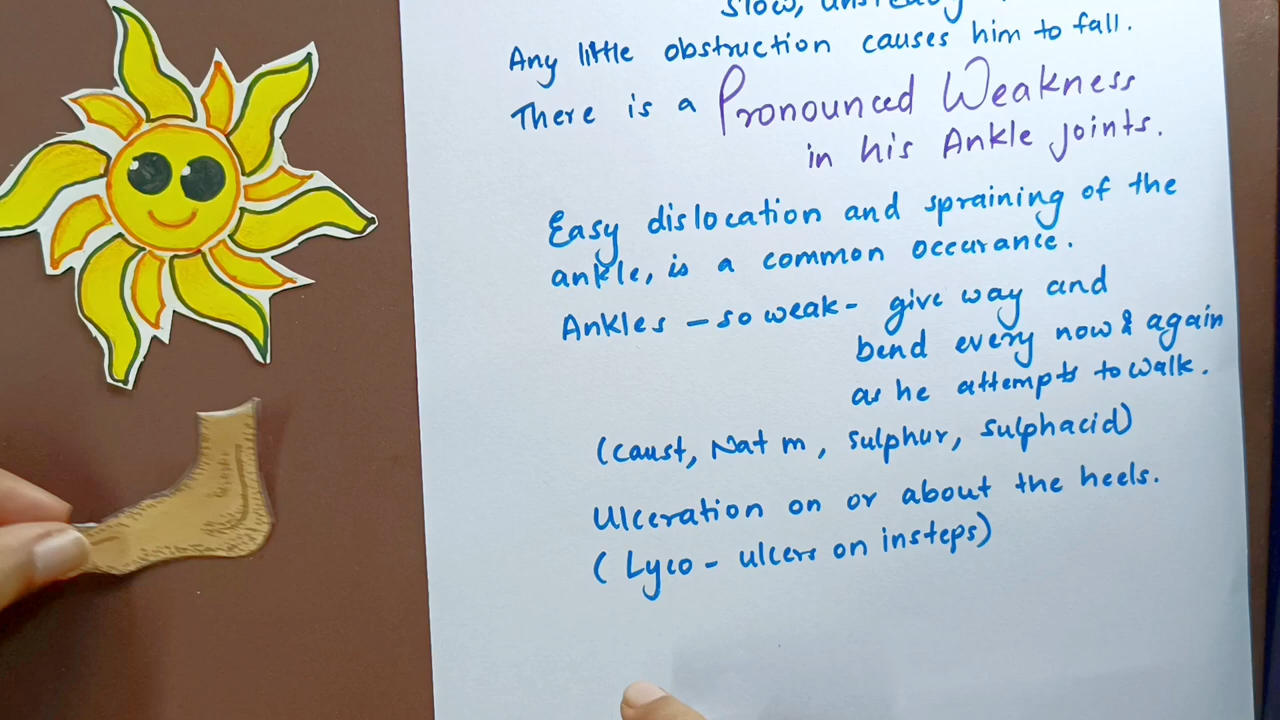 slow, unsteady
Any little obstruction causes him to fall.
There is a Pronounced Weakness
in his Ankle joints.
Easy dislocation and spraining of the
ankle, is a common occurance.
Ankles - so weak - give way and
bend every now & again
as he attempts to walk.
(caust, Nat m, sulphur, sulphacid)
Ulceration on or about the heels.
(Lyco - ulcers on insteps)